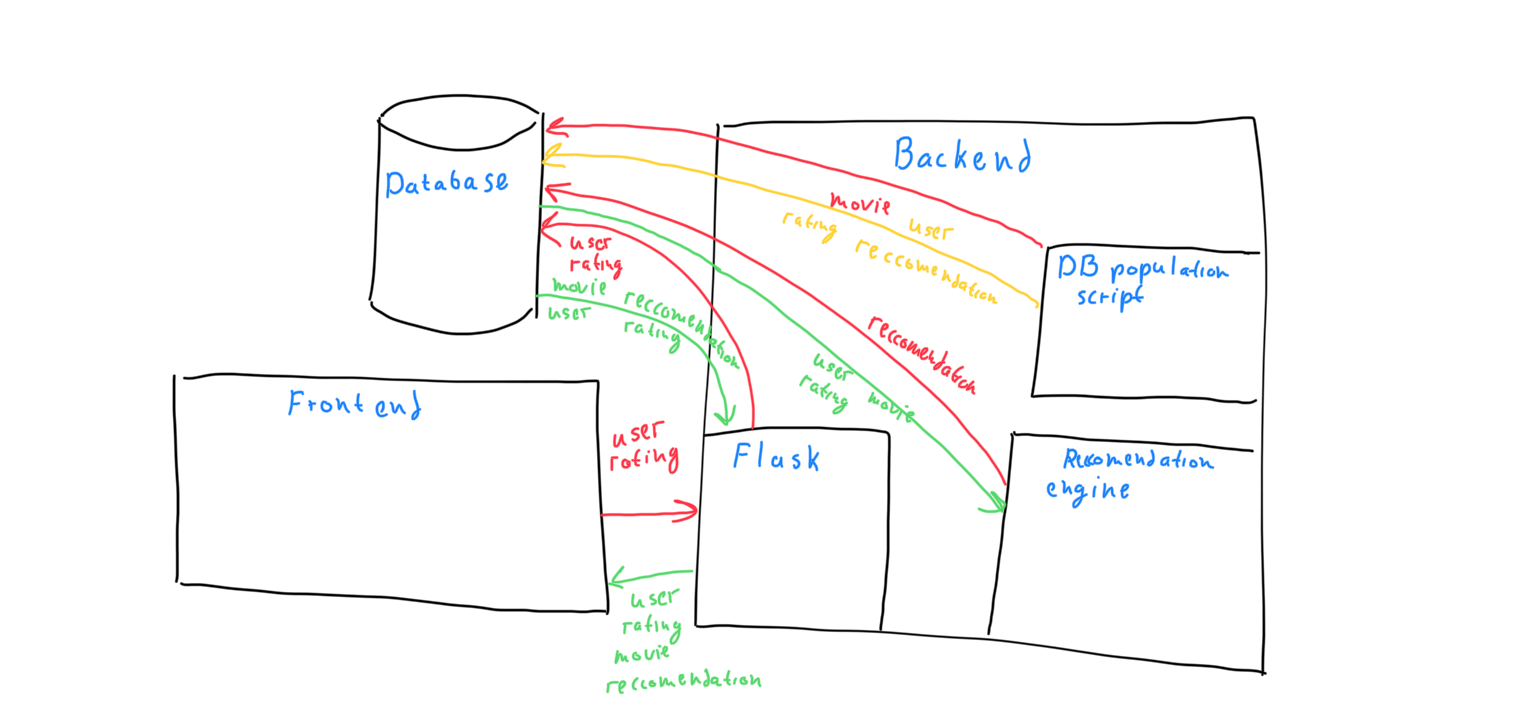 Backend
Database
movie user
rating reccomendation
user
rating
DB population
script
movie reccomendation
user rating
reccomendation
user movie
rating
Frontend
user
rating
Flask
Reccomendation
engine
user
rating
movie
reccomendation